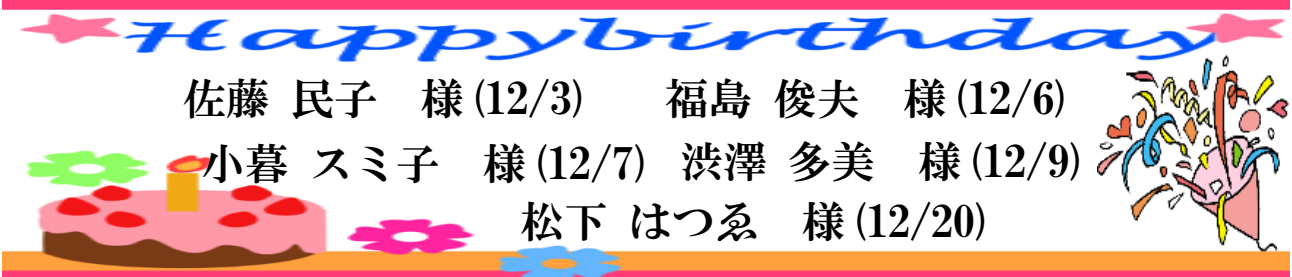 Happybirthday
佐藤 民子 様(12/3) 福島 俊夫 様(12/6)
小暮 スミ子 様(12/7) 渋澤 多美 様(12/9)
松下 はつゑ 様(12/20)